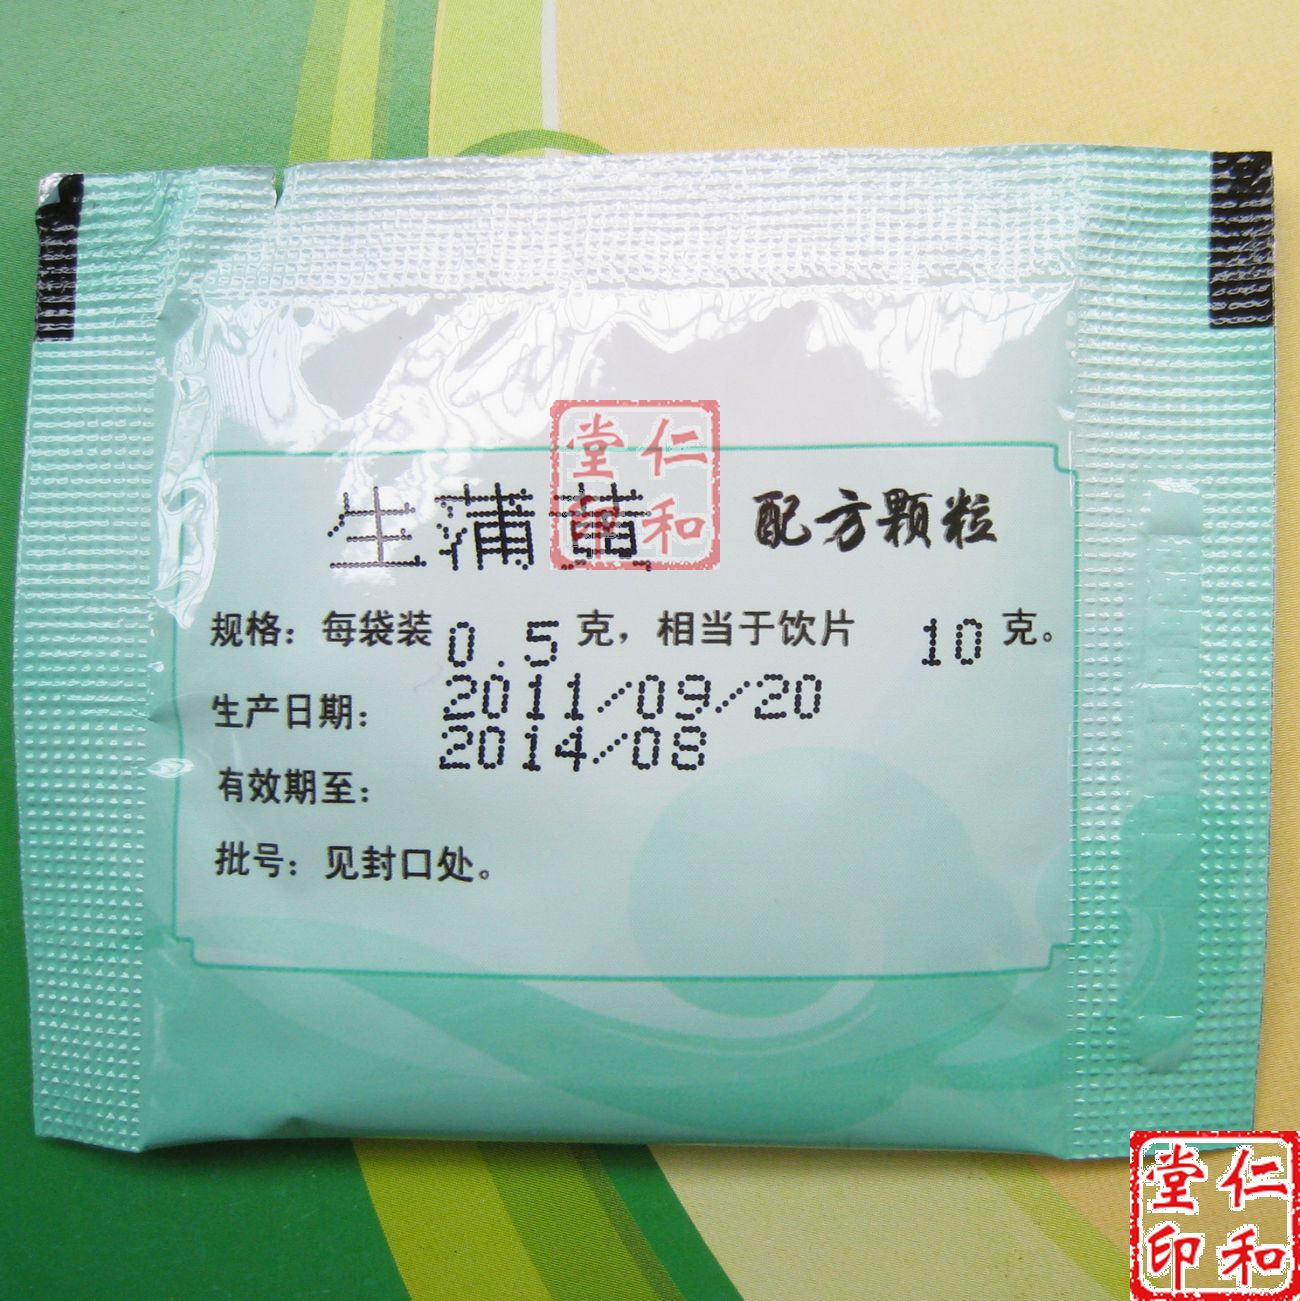 生蒲黄 配方颗粒
规格：每袋装 0.5 克，相当于饮片 10 克。
生产日期： 2011/09/20
有效期至： 2014/08
批号：见封口处。
仁和
堂印
仁和
堂印